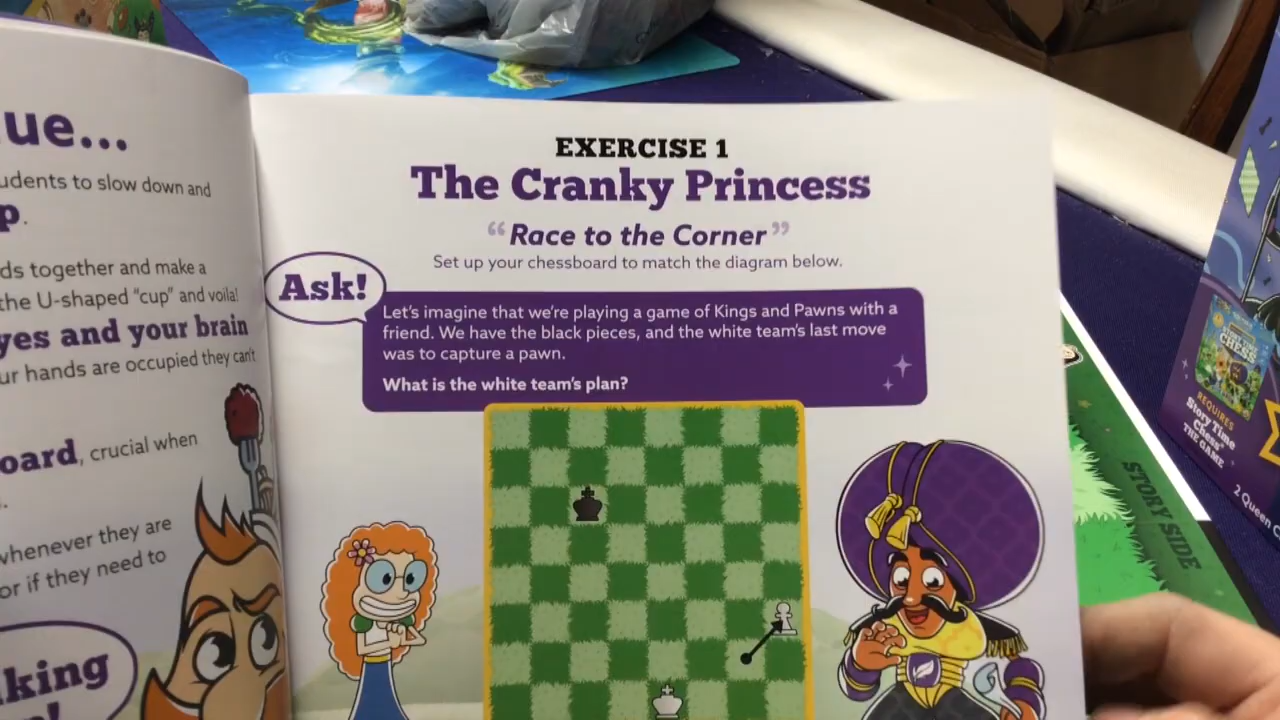 ue...
udents to slow down and
p.
ds together and make a
the U-shaped "cup" and voila!
yes and your brain
ur hands are occupied they can't
oard, crucial when
whenever they are
or if they need to
king
EXERCISE 1
The Cranky Princess
"Race to the Corner"
Set up your chessboard to match the diagram below.
Ask!
Let's imagine that we're playing a game of Kings and Pawns with a
friend. We have the black pieces, and the white team's last move
was to capture a pawn.
What is the white team's plan?
STORY SIDE
STORY TIME
CHESS
REQUIRES
Story Time
Chess
THE GAME
2 Queen C